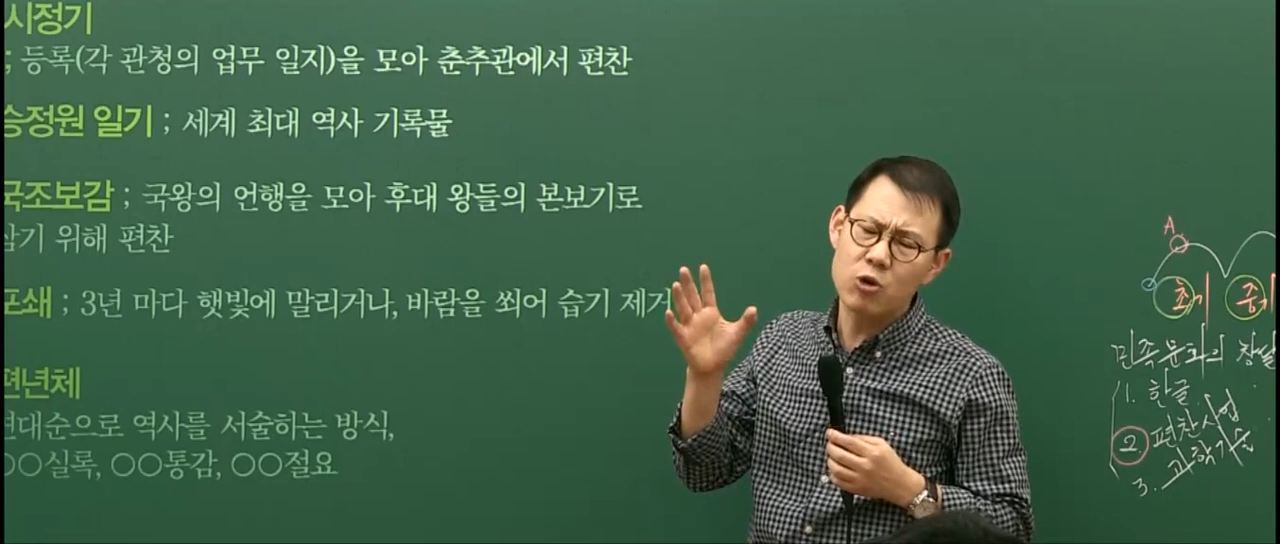 시정기
; 등록(각 관청의 업무 일지)을 모아 춘추관에서 편찬
승정원 일기 ; 세계 최대 역사 기록물
국조보감 ; 국왕의 언행을 모아 후대 왕들의 본보기로
삼기 위해 편찬
포쇄 ; 3년 마다 햇빛에 말리거나, 바람을 쐬어 습기 제거
편년체
연대순으로 역사를 서술하는 방식,
○○실록, ○○통감, ○○절요
A
초기 중기
민족문화의 창달
1. 한글
2. 편찬사업
3. 과학기술